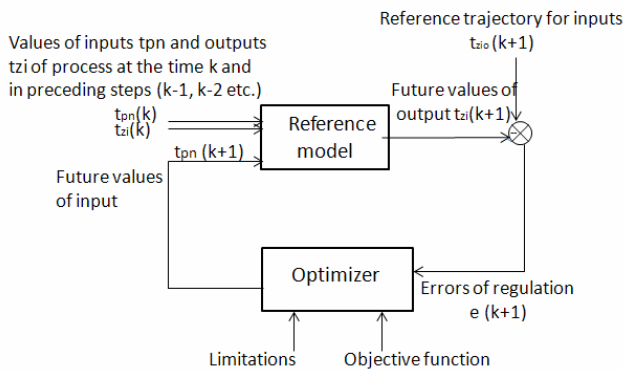 Reference trajectory for inputs
tzio (k+1)
Values of inputs tpn and outputs
tzi of process at the time k and
in preceding steps (k-1, k-2 etc.)
tpn(k)
tzi(k)
tpn (k+1)
Future values
of input
Reference
model
Future values of
output tzi(k+1)
-
Optimizer
Errors of regulation
e (k+1)
Limitations
Objective function